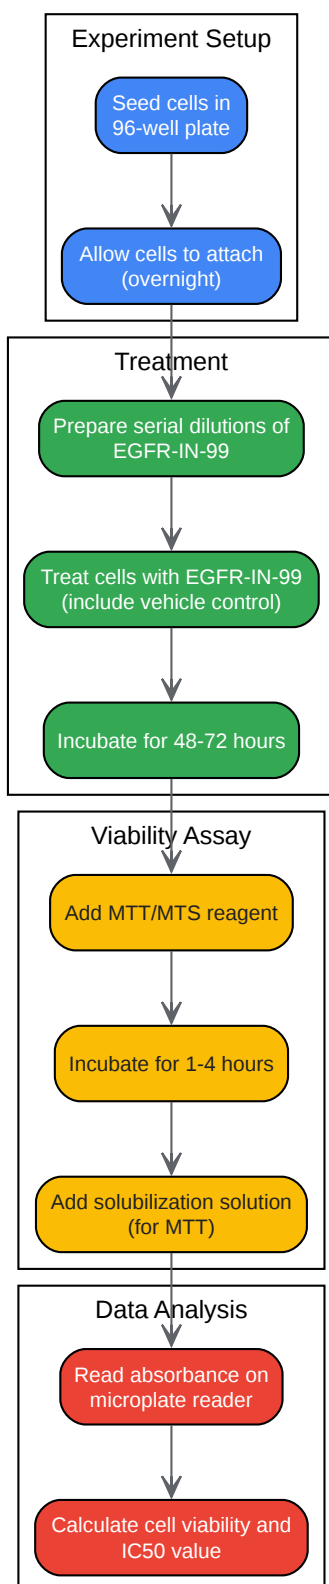 Experiment Setup
Seed cells in
96-well plate
Allow cells to attach
(overnight)
Treatment
Prepare serial dilutions of
EGFR-IN-99
Treat cells with EGFR-IN-99
(include vehicle control)
Incubate for 48-72 hours
Viability Assay
Add MTT/MTS reagent
Incubate for 1-4 hours
Add solubilization solution
(for MTT)
Data Analysis
Read absorbance on
microplate reader
Calculate cell viability and
IC50 value